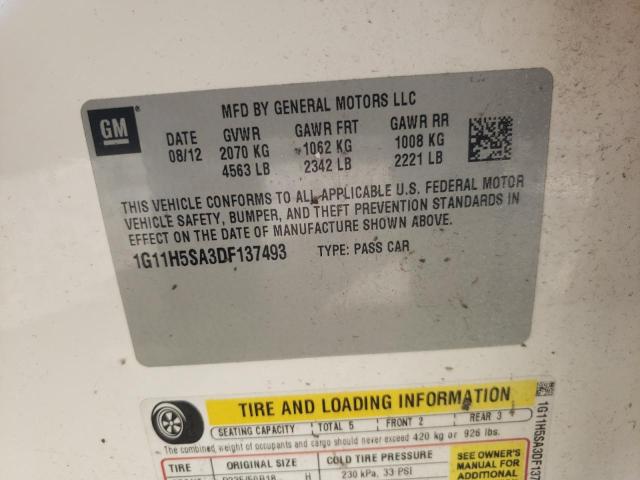 GM
MFD BY GENERAL MOTORS LLC
DATE GVWR GAWR FRT GAWR RR
08/12 2070 KG 1062 KG 1008 KG
4563 LB 2342 LB 2221 LB
THIS VEHICLE CONFORMS TO ALL APPLICABLE U.S. FEDERAL MOTOR
VEHICLE SAFETY, BUMPER, AND THEFT PREVENTION STANDARDS IN
EFFECT ON THE DATE OF MANUFACTURE SHOWN ABOVE.
1G11H5SA3DF137493 TYPE: PASS CAR
TIRE AND LOADING INFORMATION
SEATING CAPACITY TOTAL 5 FRONT 2 REAR 3
The combined weight of occupants and cargo should never exceed 420 kg or 926 lbs.
TIRE ORIGINAL SIZE COLD TIRE PRESSURE
230 kPa, 33 PSI
SEE OWNER'S
MANUAL FOR
1G11H5SA3DF137